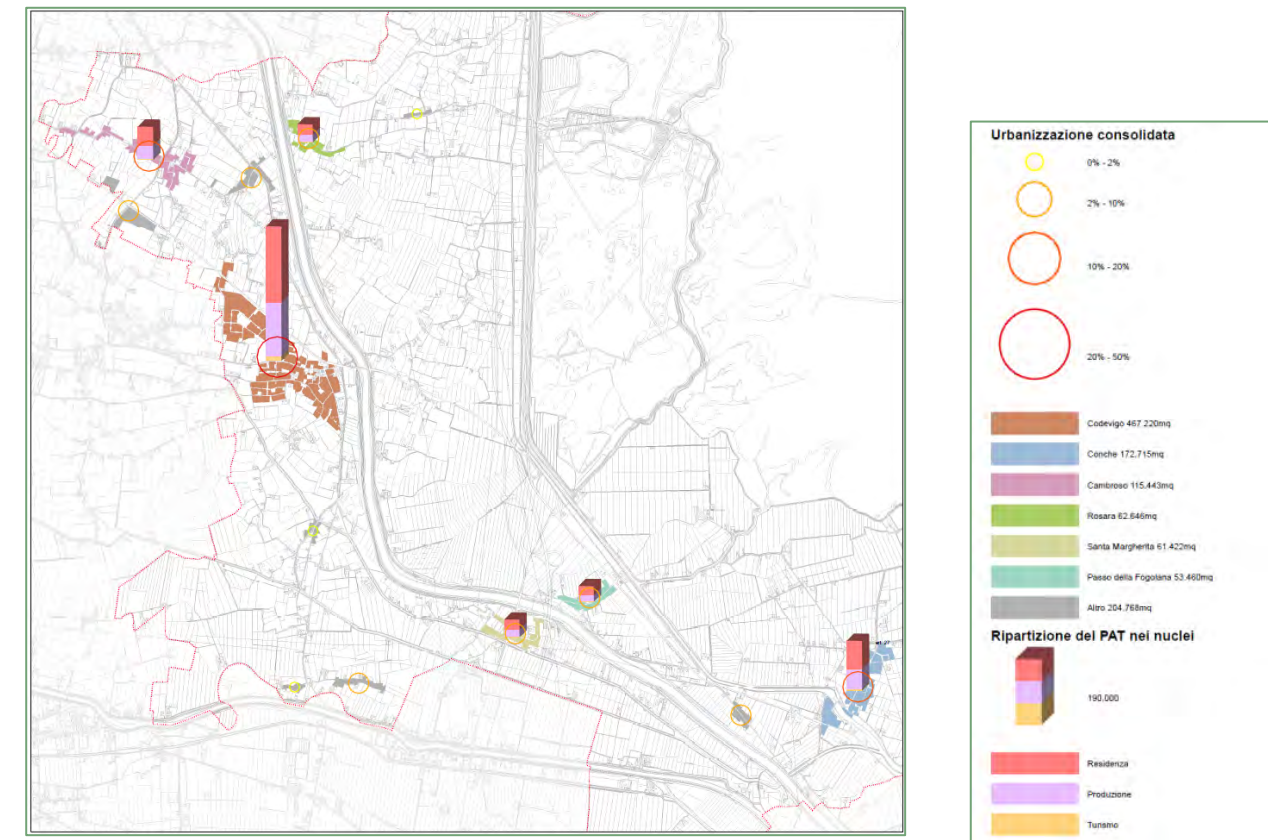 Urbanizzazione consolidata
0% - 2%
2% - 10%
10% - 20%
20% - 50%
Codevigo 467.220mq
Conche 172.715mq
Cambroso 115.443mq
Rosara 62.646mq
Santa Margherita 61.422mq
Passo della Fogolana 53.460mq
Altro 204.768mq
Ripartizione del PAT nei nuclei
190.000
Residenza
Produzione
Turismo